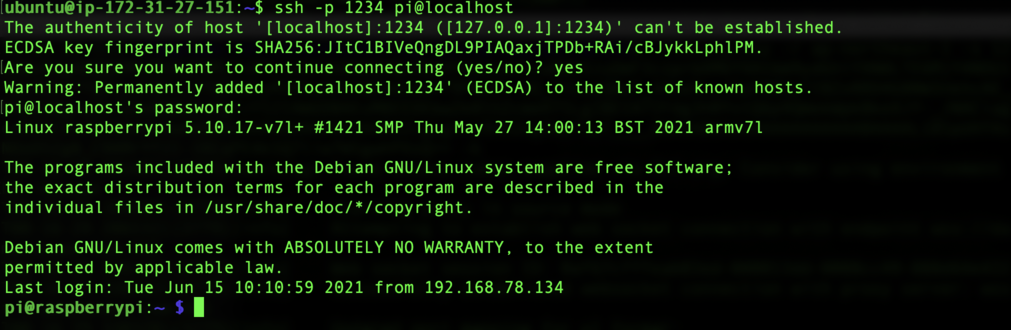 ubuntu@ip-172-31-27-151:~$ ssh -p 1234 pi@localhost
The authenticity of host '[localhost]:1234 ([127.0.0.1]:1234)' can't be established.
ECDSA key fingerprint is SHA256:JItC1BIVeQngDL9PIAQaxjTPDb+RAi/cBJykkLphlPM.
Are you sure you want to continue connecting (yes/no)? yes
Warning: Permanently added '[localhost]:1234' (ECDSA) to the list of known hosts.
pi@localhost's password:
Linux raspberrypi 5.10.17-v7l+ #1421 SMP Thu May 27 14:00:13 BST 2021 armv7l
The programs included with the Debian GNU/Linux system are free software;
the exact distribution terms for each program are described in the
individual files in /usr/share/doc/*/copyright.
Debian GNU/Linux comes with ABSOLUTELY NO WARRANTY, to the extent
permitted by applicable law.
Last login: Tue Jun 15 10:10:59 2021 from 192.168.78.134
pi@raspberrypi:~ $